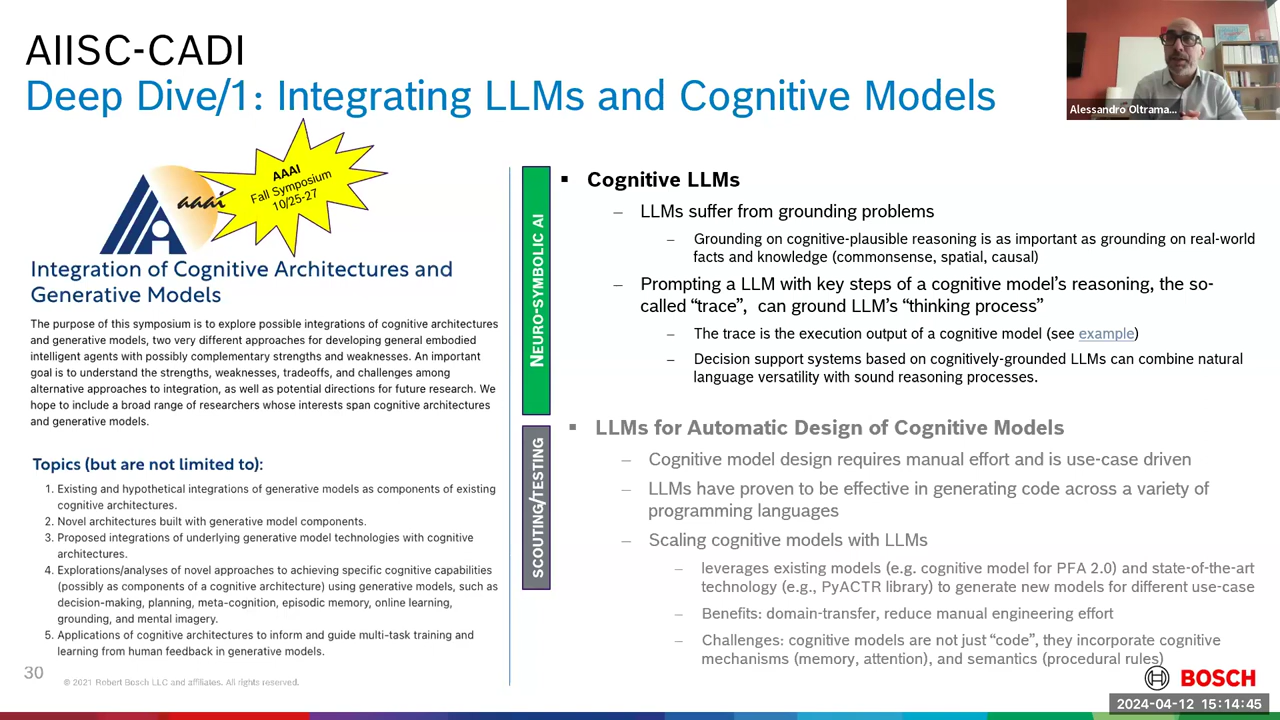 AIISC-CADI
Deep Dive/1: Integrating LLMs and Cognitive Models
Alessandro Oltrama...
aaai
AAAI
Fall Symposium
10/25-27
Integration of Cognitive Architectures and
Generative Models
The purpose of this symposium is to explore possible integrations of cognitive architectures
and generative models, two very different approaches for developing general embodied
intelligent agents with possibly complementary strengths and weaknesses. An important
goal is to understand the strengths, weaknesses, tradeoffs, and challenges among
alternative approaches to integration, as well as potential directions for future research. We
hope to include a broad range of researchers whose interests span cognitive architectures
and generative models.
Topics (but are not limited to):
1. Existing and hypothetical integrations of generative models as components of existing
cognitive architectures.
2. Novel architectures built with generative model components.
3. Proposed integrations of underlying generative model technologies with cognitive
architectures.
4. Explorations/analyses of novel approaches to achieving specific cognitive capabilities
(possibly as components of a cognitive architecture) using generative models, such as
decision-making, planning, meta-cognition, episodic memory, online learning,
grounding, and mental imagery.
5. Applications of cognitive architectures to inform and guide multi-task training and
learning from human feedback in generative models.
NEURO-SYMBOLIC AI
▪ Cognitive LLMs
– LLMs suffer from grounding problems
– Grounding on cognitive-plausible reasoning is as important as grounding on real-world
facts and knowledge (commonsense, spatial, causal)
– Prompting a LLM with key steps of a cognitive model's reasoning, the so-
called “trace”, can ground LLM's “thinking process”
– The trace is the execution output of a cognitive model (see example)
– Decision support systems based on cognitively-grounded LLMs can combine natural
language versatility with sound reasoning processes.
SCOUTING/TESTING
▪ LLMs for Automatic Design of Cognitive Models
– Cognitive model design requires manual effort and is use-case driven
– LLMs have proven to be effective in generating code across a variety of
programming languages
– Scaling cognitive models with LLMs
– leverages existing models (e.g. cognitive model for PFA 2.0) and state-of-the-art
technology (e.g., PyACTR library) to generate new models for different use-case
– Benefits: domain-transfer, reduce manual engineering effort
– Challenges: cognitive models are not just “code”, they incorporate cognitive
mechanisms (memory, attention), and semantics (procedural rules)
30
© 2021 Robert Bosch LLC and affiliates. All rights reserved.
BOSCH
2024-04-12 15:14:45